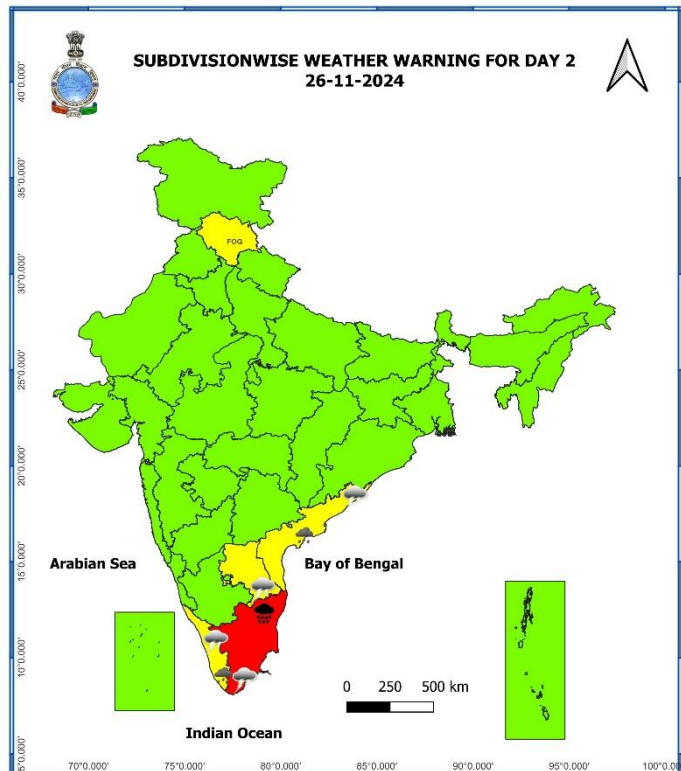 SUBDIVISIONWISE WEATHER WARNING FOR DAY 2
26-11-2024
40°0.000'
35°0.000'
FOG
30°0.000'
25°0.000'
20°0.000'
15°0.000'
Arabian Sea
Bay of Bengal
10°0.000'
0 250 500 km
Indian Ocean
5°0.000'
70°0.000' 75°0.000' 80°0.000' 85°0.000' 90°0.000' 95°0.000' 100°0.000